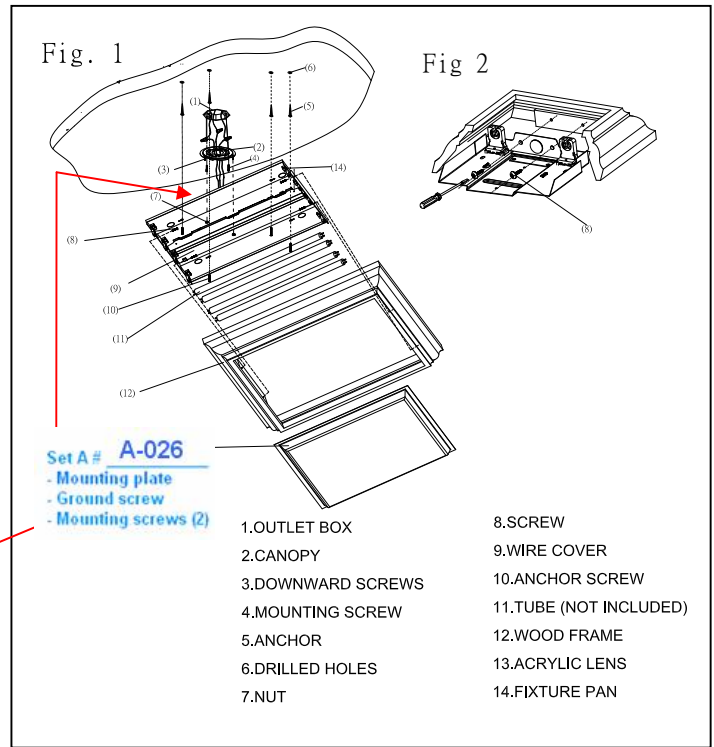 Fig. 1
Fig 2
(6)
(1)
(5)
(2)
(3)
(4)
(14)
(7)
(8)
(8)
(9)
(10)
(11)
(12)
Set A # A-026
- Mounting plate
- Ground screw
- Mounting screws (2)
1.OUTLET BOX
2.CANOPY
3.DOWNWARD SCREWS
4.MOUNTING SCREW
5.ANCHOR
6.DRILLED HOLES
7.NUT
8.SCREW
9.WIRE COVER
10.ANCHOR SCREW
11.TUBE (NOT INCLUDED)
12.WOOD FRAME
13.ACRYLIC LENS
14.FIXTURE PAN